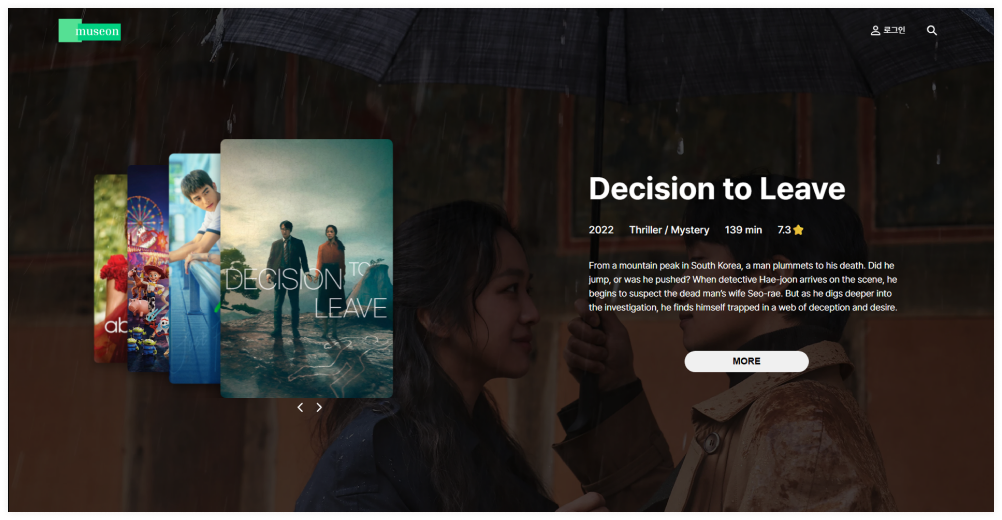 museon
로그인
DECISION TO
LEAVE
Decision to Leave
2022 Thriller / Mystery 139 min 7.3
From a mountain peak in South Korea, a man plummets to his death. Did he
jump, or was he pushed? When detective Hae-joon arrives on the scene, he
begins to suspect the dead man's wife Seo-rae. But as he digs deeper into
the investigation, he finds himself trapped in a web of deception and desire.
MORE